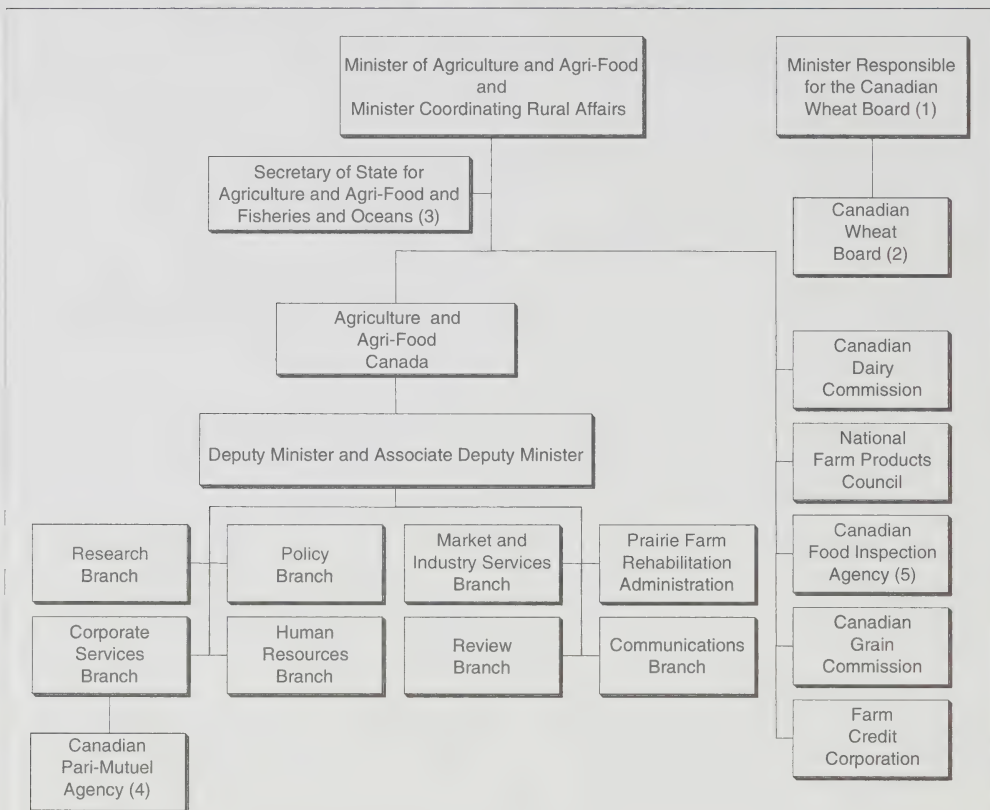 Minister of Agriculture and Agri-Food
and
Minister Coordinating Rural Affairs
Minister Responsible
for the Canadian
Wheat Board (1)
Secretary of State for
Agriculture and Agri-Food and
Fisheries and Oceans (3)
Canadian
Wheat
Board (2)
Agriculture and
Agri-Food
Canada
Canadian
Dairy
Commission
Deputy Minister and Associate Deputy Minister
National
Farm Products
Council
Research
Branch
Policy
Branch
Market and
Industry Services
Branch
Prairie Farm
Rehabilitation
Administration
Canadian
Food Inspection
Agency (5)
Corporate
Services
Branch
Human
Resources
Branch
Review
Branch
Communications
Branch
Canadian
Grain
Commission
Canadian
Pari-Mutuel
Agency (4)
Farm
Credit
Corporation